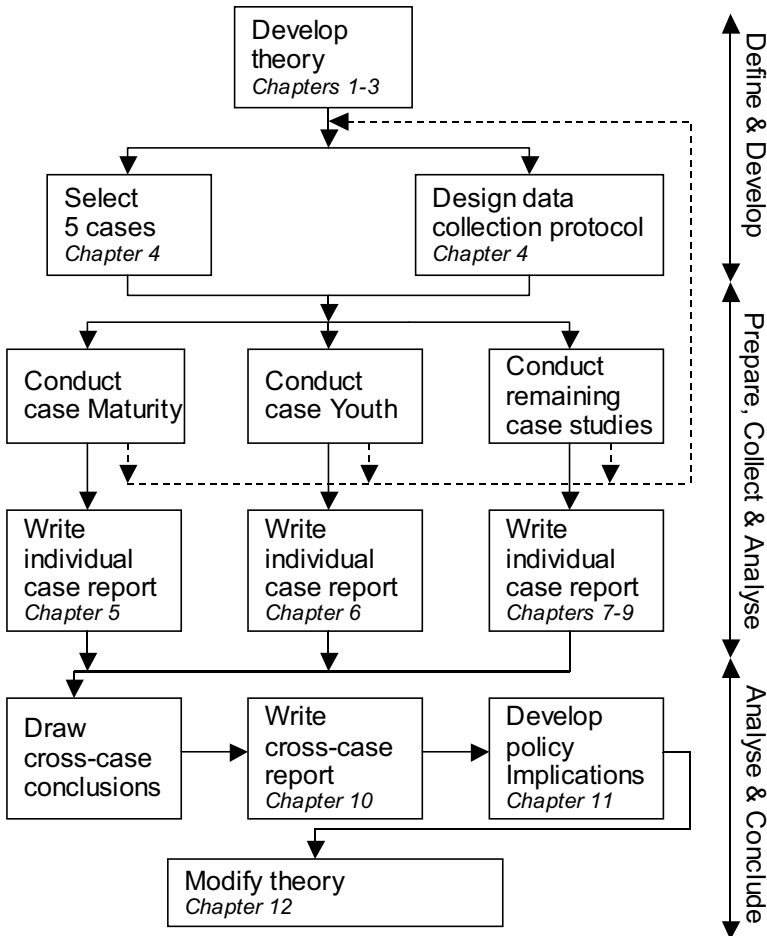 Develop
theory
Chapters 1-3
Select
5 cases
Chapter 4
Design data
collection protocol
Chapter 4
Define & Develop
Conduct
case Maturity
Conduct
case Youth
Conduct
remaining
case studies
Write
individual
case report
Chapter 5
Write
individual
case report
Chapter 6
Write
individual
case report
Chapters 7-9
Prepare, Collect & Analyse
Draw
cross-case
conclusions
Write
cross-case
report
Chapter 10
Develop
policy
Implications
Chapter 11
Modify theory
Chapter 12
Analyse & Conclude